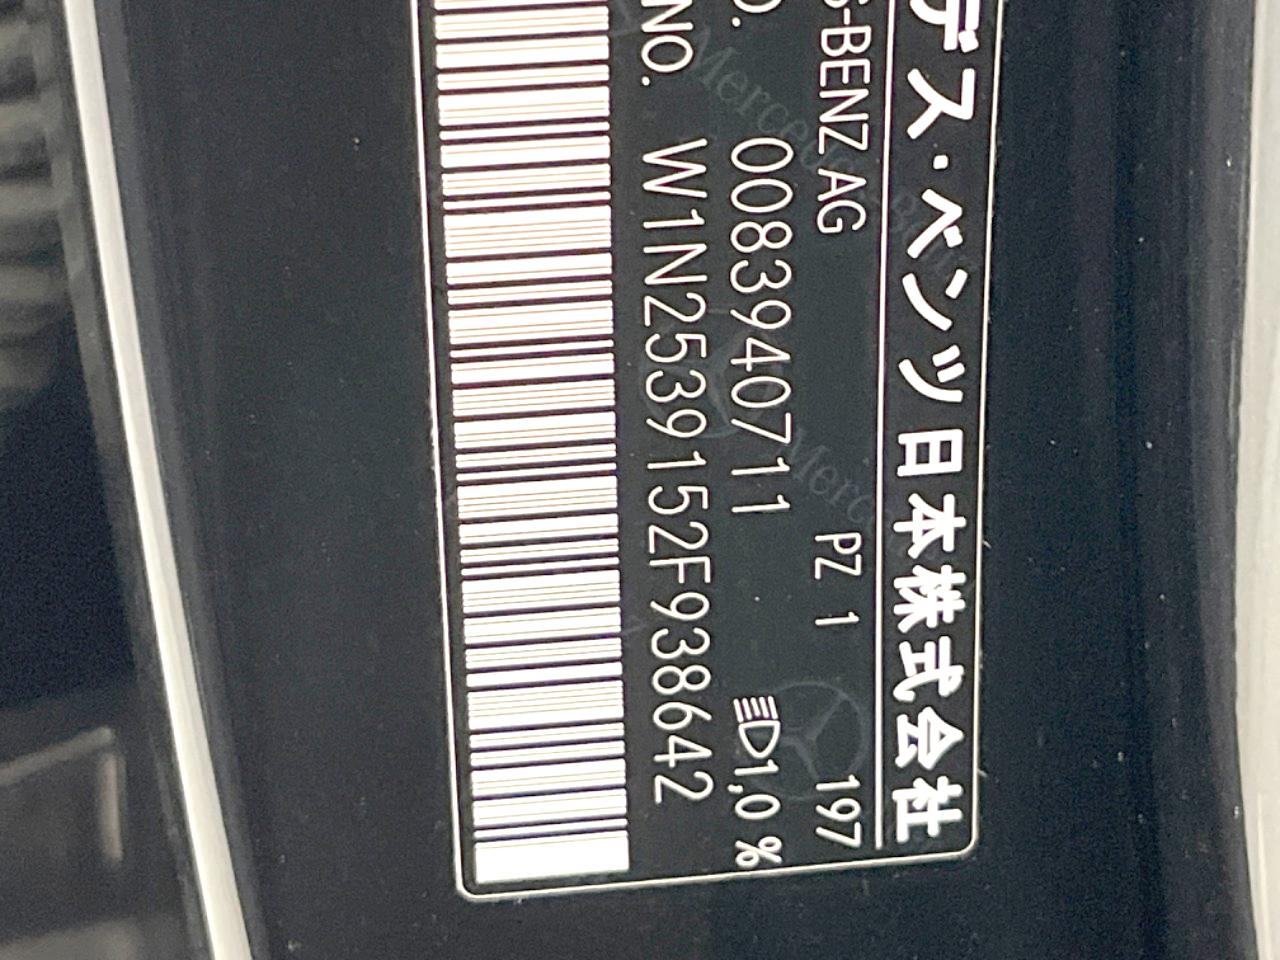 デス・ベンツ日本株式会社
S-BENZ AG PZ 1 197
O. 00839400711 1,0 %
NO. W1N2539152F938642